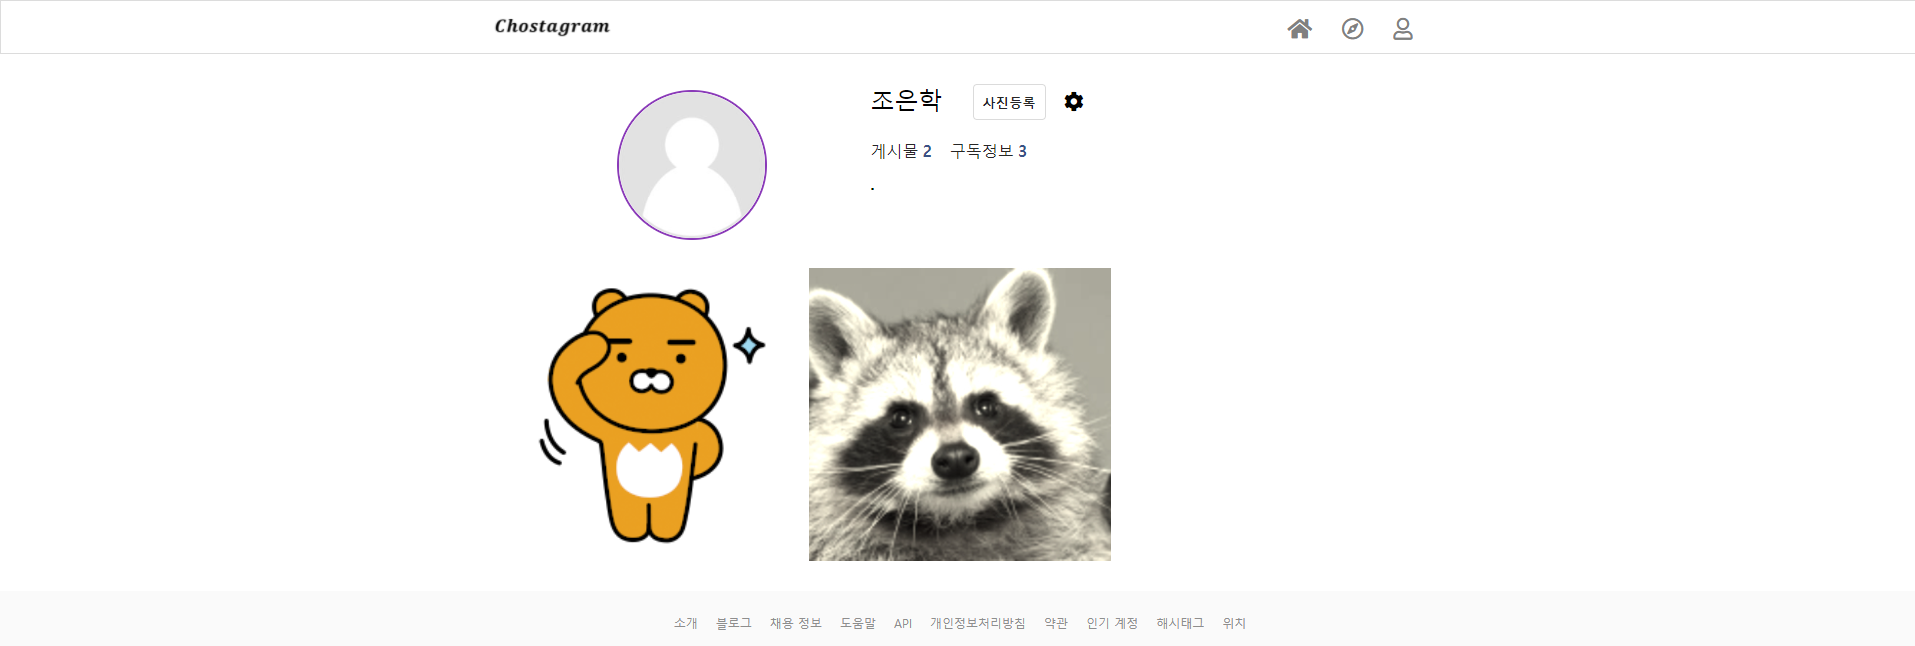 Chostagram
조은학 사진등록
게시물 2 구독정보 3
.
소개 블로그 채용 정보 도움말 API 개인정보처리방침 약관 인기 계정 해시태그 위치